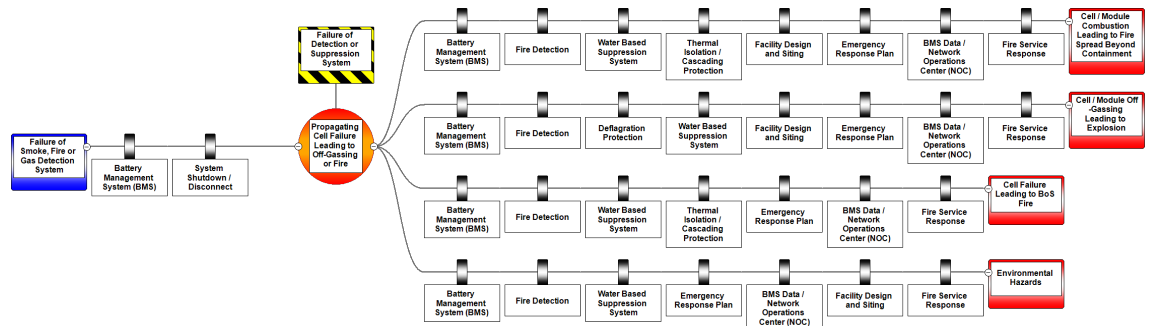 Failure of
Detection or
Suppression
System
Failure of
Smoke, Fire or
Gas Detection
System
Battery
Management
System (BMS)
System
Shutdown /
Disconnect
Propagating
Cell Failure
Leading to
Off-Gassing
or Fire
Battery
Management
System (BMS)
Fire Detection
Water Based
Suppression
System
Thermal
Isolation /
Cascading
Protection
Facility Design
and Siting
Emergency
Response Plan
BMS Data /
Network
Operations
Center (NOC)
Fire Service
Response
Cell / Module
Combustion
Leading to Fire
Spread Beyond
Containment
Battery
Management
System (BMS)
Fire Detection
Deflagration
Protection
Water Based
Suppression
System
Facility Design
and Siting
Emergency
Response Plan
BMS Data /
Network
Operations
Center (NOC)
Fire Service
Response
Cell / Module Off
-Gassing
Leading to
Explosion
Battery
Management
System (BMS)
Fire Detection
Water Based
Suppression
System
Thermal
Isolation /
Cascading
Protection
Emergency
Response Plan
BMS Data /
Network
Operations
Center (NOC)
Fire Service
Response
Cell Failure
Leading to BoS
Fire
Battery
Management
System (BMS)
Fire Detection
Water Based
Suppression
System
Emergency
Response Plan
BMS Data /
Network
Operations
Center (NOC)
Facility Design
and Siting
Fire Service
Response
Environmental
Hazards